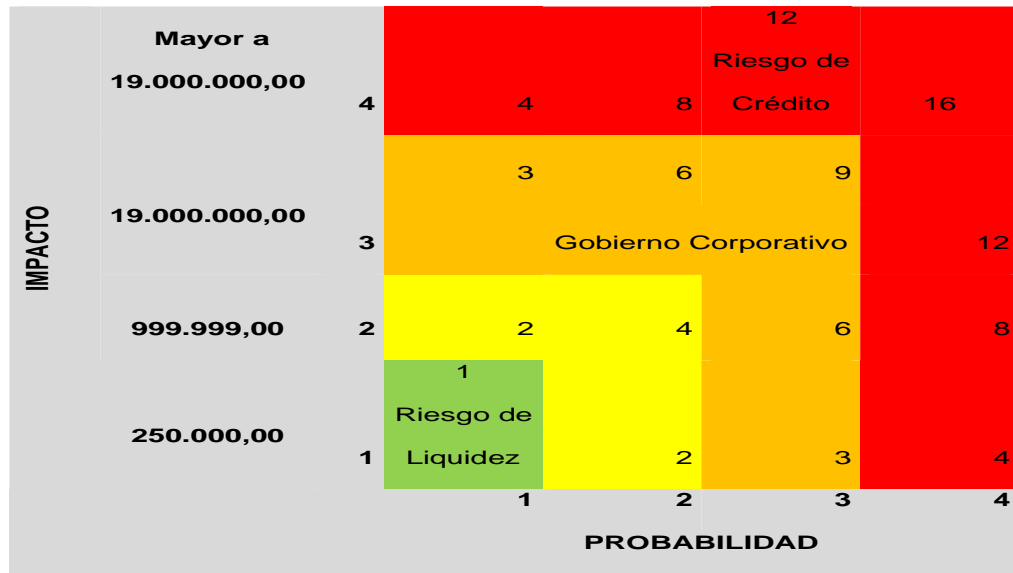 IMPACTO
Mayor a
19.000.000,00
4
4
8
12
Riesgo de
Crédito
16
19.000.000,00
3
3
6
9
Gobierno Corporativo
12
999.999,00
2
2
4
6
8
250.000,00
1
1
Riesgo de
Liquidez
2
3
4
1 2 3 4
PROBABILIDAD